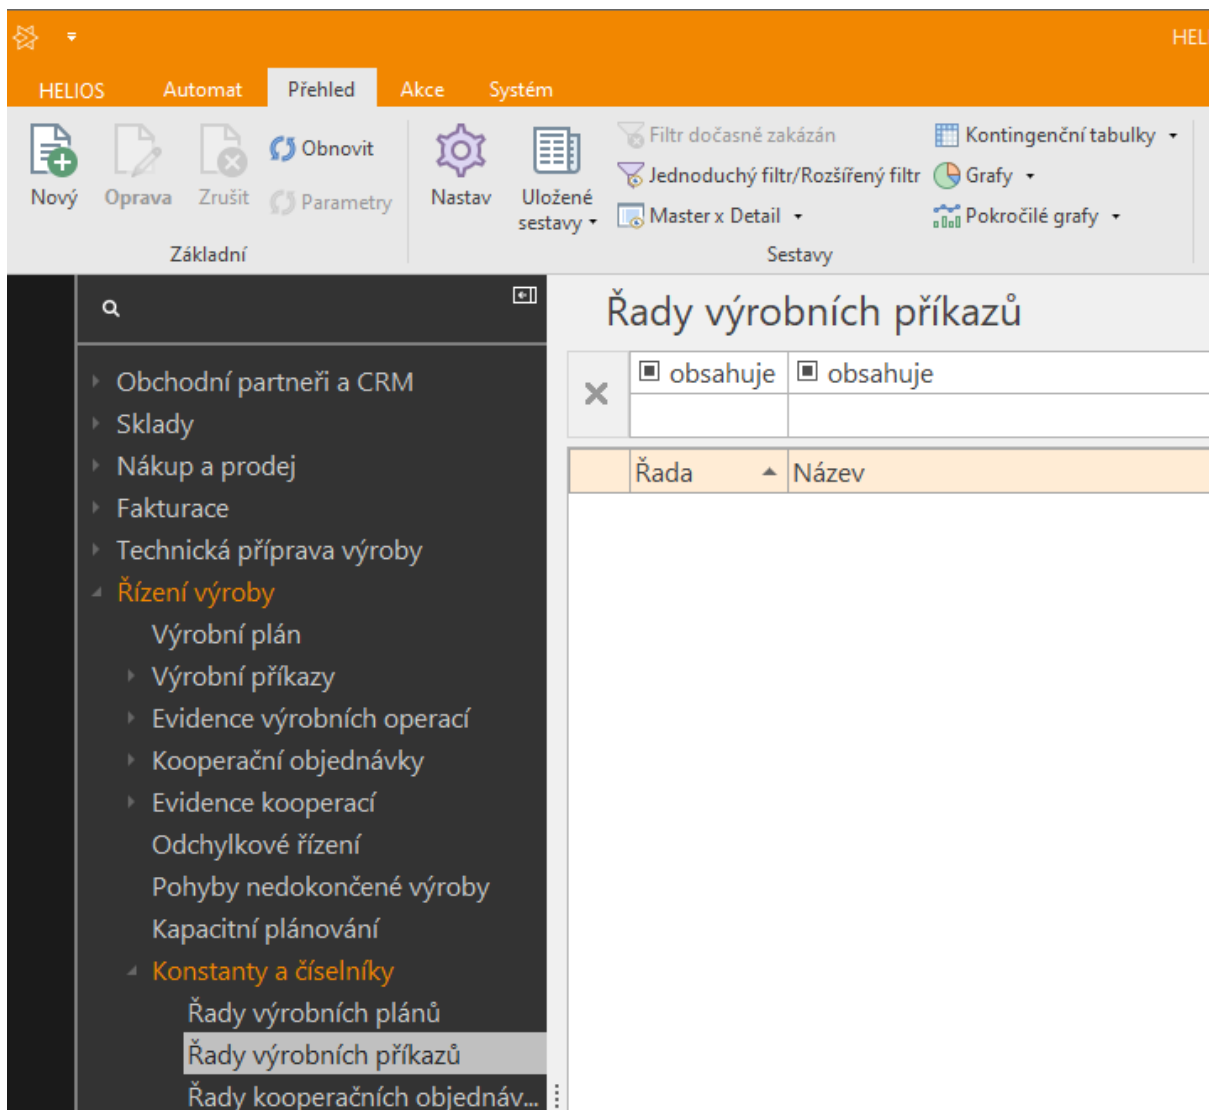 HEL
HELIOS Automat Přehled Akce Systém
Nový Oprava Zrušit Obnovit Parametry
Základní
Nastav Uložené sestavy
Filtr dočasně zakázán
Jednoduchý filtr/Rozšířený filtr
Master x Detail
Kontingenční tabulky
Grafy
Pokročilé grafy
Sestavy
Obchodní partneři a CRM
Sklady
Nákup a prodej
Fakturace
Technická příprava výroby
Řízení výroby
Výrobní plán
Výrobní příkazy
Evidence výrobních operací
Kooperační objednávky
Evidence kooperací
Odchylkové řízení
Pohyby nedokončené výroby
Kapacitní plánování
Konstanty a číselníky
Řady výrobních plánů
Řady výrobních příkazů
Řady kooperačních objednáv...
Řady výrobních příkazů
obsahuje obsahuje
Řada Název